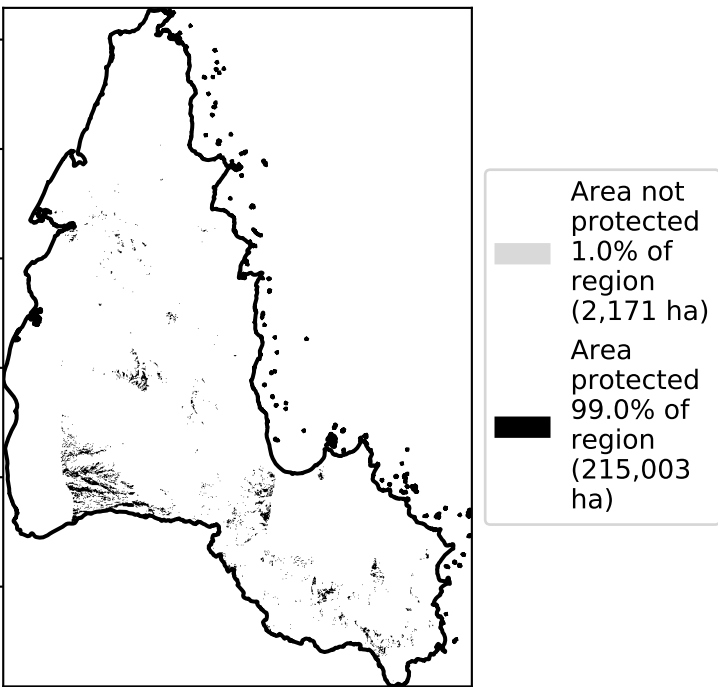 Area not
protected
1.0% of
region
(2,171 ha)
Area
protected
99.0% of
region
(215,003
ha)